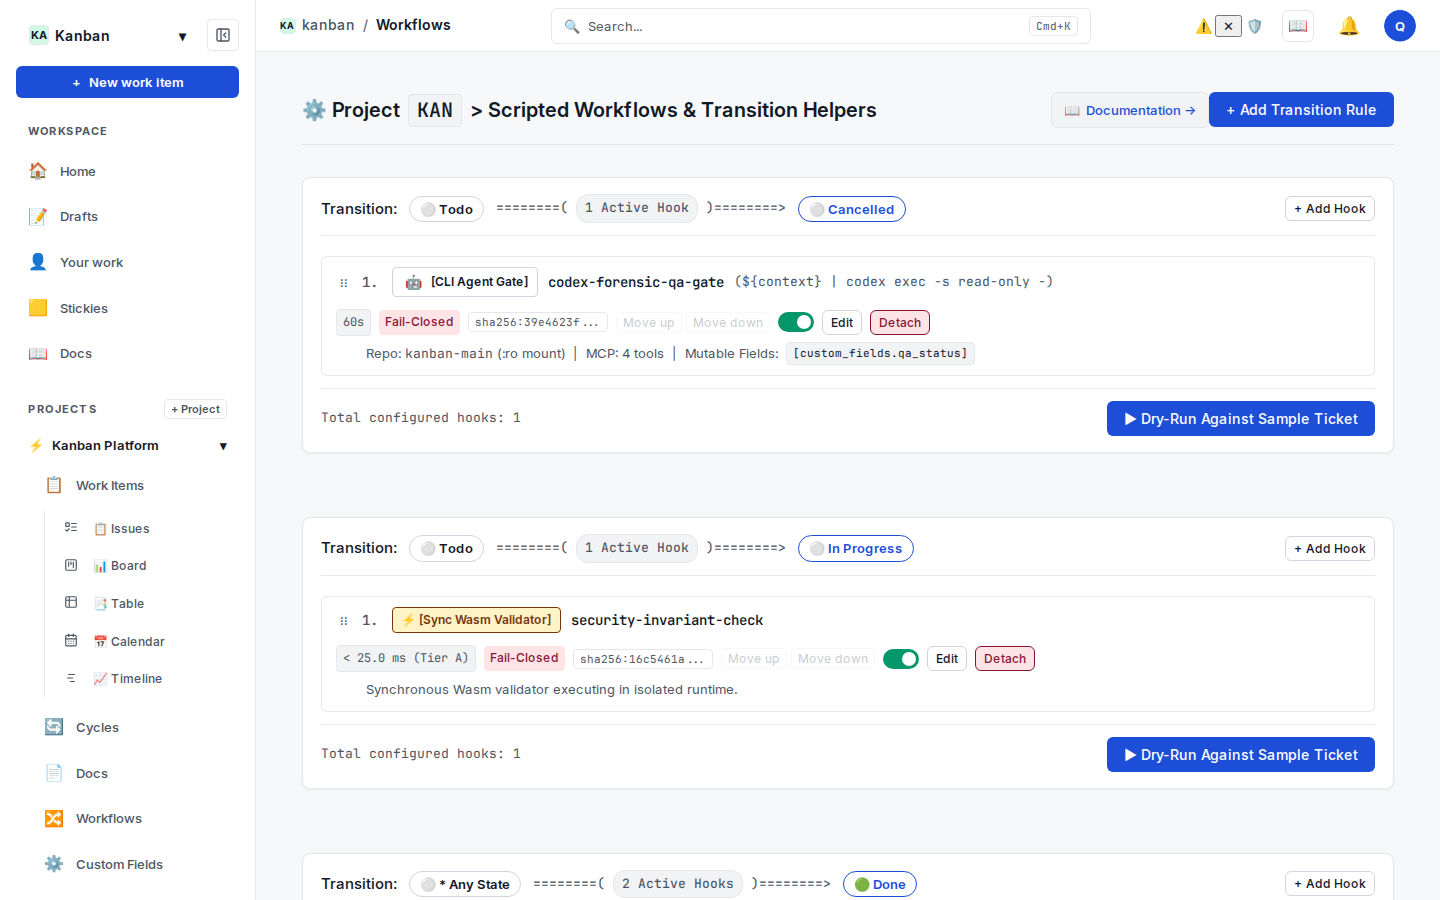 KA Kanban ▾
+ New work item
WORKSPACE
Home
Drafts
Your work
Stickies
Docs
PROJECTS + Project
Kanban Platform ▾
Work Items
Issues
Board
Table
Calendar
Timeline
Cycles
Docs
Workflows
Custom Fields
KA kanban / Workflows
Search... Cmd+K
✕
Q
Project KAN > Scripted Workflows & Transition Helpers
Documentation →
+ Add Transition Rule
Transition: Todo ========( 1 Active Hook )========> Cancelled + Add Hook
1. [CLI Agent Gate] codex-forensic-qa-gate (${context} | codex exec -s read-only -)
60s Fail-Closed sha256:39e4623f... Move up Move down Edit Detach
Repo: kanban-main (:ro mount) | MCP: 4 tools | Mutable Fields: [custom_fields.qa_status]
Total configured hooks: 1 ▶ Dry-Run Against Sample Ticket
Transition: Todo ========( 1 Active Hook )========> In Progress + Add Hook
1. [Sync Wasm Validator] security-invariant-check
< 25.0 ms (Tier A) Fail-Closed sha256:16c5461a... Move up Move down Edit Detach
Synchronous Wasm validator executing in isolated runtime.
Total configured hooks: 1 ▶ Dry-Run Against Sample Ticket
Transition: * Any State ========( 2 Active Hooks )========> Done + Add Hook